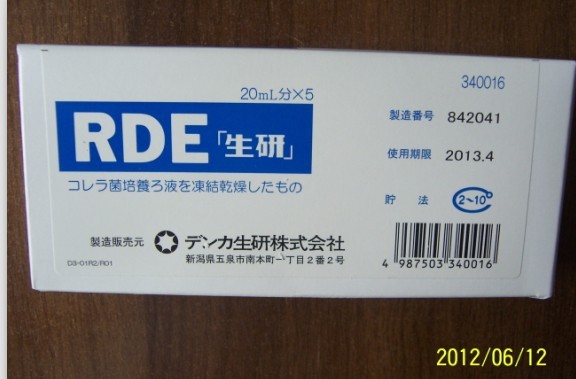 20mL分×5
340016
RDE「生研」
コレラ菌培養ろ液を凍結乾燥したもの
製造番号 842041
使用期限 2013.4
貯 法 2~10°
製造販売元 デンカ生研株式会社
新潟県五泉市南本町一丁目2番2号
D3-01R2/R01
4 987503 340016
2012/06/12